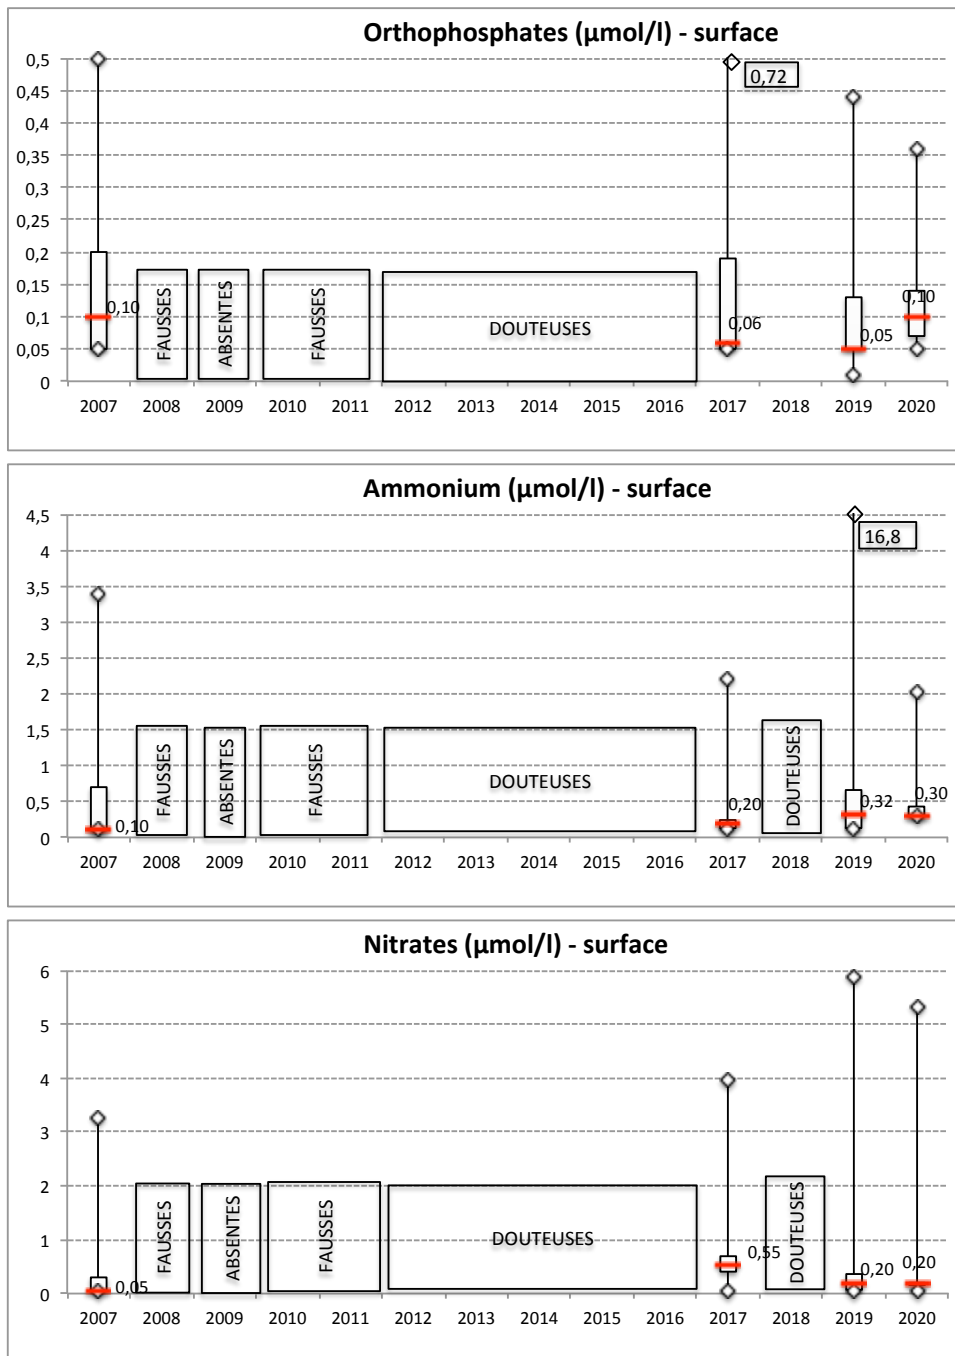 Orthophosphates (µmol/l) - surface
0,5
0,45
0,4
0,35
0,3
0,25
0,2
0,15
0,1
0,05
0
0,72
0,10
0,06
0,05
0,10
FAUSSES
ABSENTES
FAUSSES
DOUTEUSES
2007 2008 2009 2010 2011 2012 2013 2014 2015 2016 2017 2018 2019 2020
Ammonium (µmol/l) - surface
4,5
4
3,5
3
2,5
2
1,5
1
0,5
0
16,8
0,10
0,20
0,32
0,30
FAUSSES
ABSENTES
FAUSSES
DOUTEUSES
DOUTEUSES
2007 2008 2009 2010 2011 2012 2013 2014 2015 2016 2017 2018 2019 2020
Nitrates (µmol/l) - surface
6
5
4
3
2
1
0
0,05
0,55
0,20
0,20
FAUSSES
ABSENTES
FAUSSES
DOUTEUSES
DOUTEUSES
2007 2008 2009 2010 2011 2012 2013 2014 2015 2016 2017 2018 2019 2020